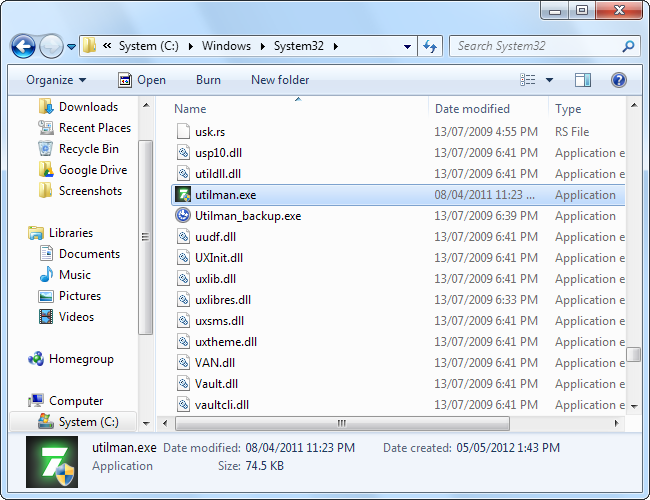 System (C:) Windows System32 Search System32
Organize Open Burn New folder
Downloads
Recent Places
Recycle Bin
Google Drive
Screenshots
Libraries
Documents
Music
Pictures
Videos
Homegroup
Computer
System (C:)
Name Date modified Type
usk.rs 13/07/2009 4:55 PM RS File
usp10.dll 13/07/2009 6:41 PM Application e
utildll.dll 13/07/2009 6:41 PM Application e
utilman.exe 08/04/2011 11:23 ... Application
Utilman_backup.exe 13/07/2009 6:39 PM Application
uudf.dll 13/07/2009 6:41 PM Application e
UXInit.dll 13/07/2009 6:41 PM Application e
uxlib.dll 13/07/2009 6:41 PM Application e
uxlibres.dll 13/07/2009 6:33 PM Application e
uxsms.dll 13/07/2009 6:41 PM Application e
uxtheme.dll 13/07/2009 6:41 PM Application e
VAN.dll 13/07/2009 6:41 PM Application e
Vault.dll 13/07/2009 6:41 PM Application e
vaultcli.dll 13/07/2009 6:41 PM Application e
7
utilman.exe Date modified: 08/04/2011 11:23 PM Date created: 05/05/2012 1:43 PM
Application Size: 74.5 KB